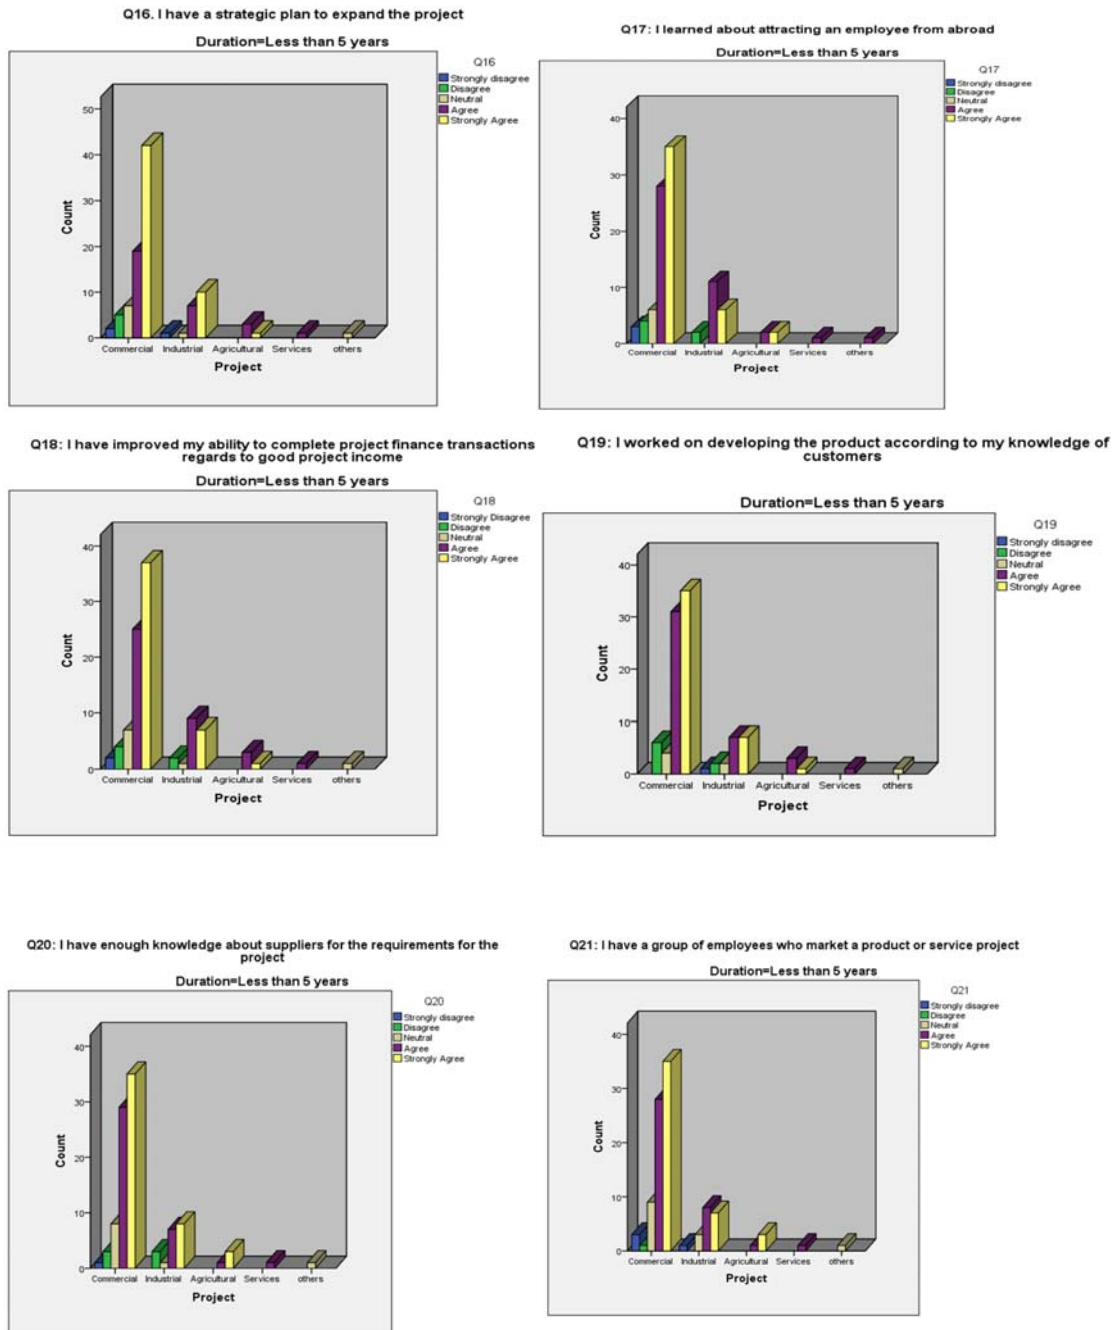 Q16. I have a strategic plan to expand the project
Duration=Less than 5 years
Q16
Strongly disagree
Disagree
Neutral
Agree
Strongly Agree
50
40
30
20
10
0
Count
Commercial Industrial Agricultural Services others
Project
Q17: I learned about attracting an employee from abroad
Duration=Less than 5 years
Q17
Strongly disagree
Disagree
Neutral
Agree
Strongly Agree
40
30
20
10
0
Count
Commercial Industrial Agricultural Services others
Project
Q18: I have improved my ability to complete project finance transactions
regards to good project income
Duration=Less than 5 years
Q18
Strongly Disagree
Disagree
Neutral
Agree
Strongly Agree
40
30
20
10
0
Count
Commercial Industrial Agricultural Services others
Project
Q19: I worked on developing the product according to my knowledge of
customers
Duration=Less than 5 years
Q19
Strongly disagree
Disagree
Neutral
Agree
Strongly Agree
40
30
20
10
0
Count
Commercial Industrial Agricultural Services others
Project
Q20: I have enough knowledge about suppliers for the requirements for the
project
Duration=Less than 5 years
Q20
Strongly disagree
Disagree
Neutral
Agree
Strongly Agree
40
30
20
10
0
Count
Commercial Industrial Agricultural Services others
Project
Q21: I have a group of employees who market a product or service project
Duration=Less than 5 years
Q21
Strongly disagree
Disagree
Neutral
Agree
Strongly Agree
40
30
20
10
0
Count
Commercial Industrial Agricultural Services others
Project